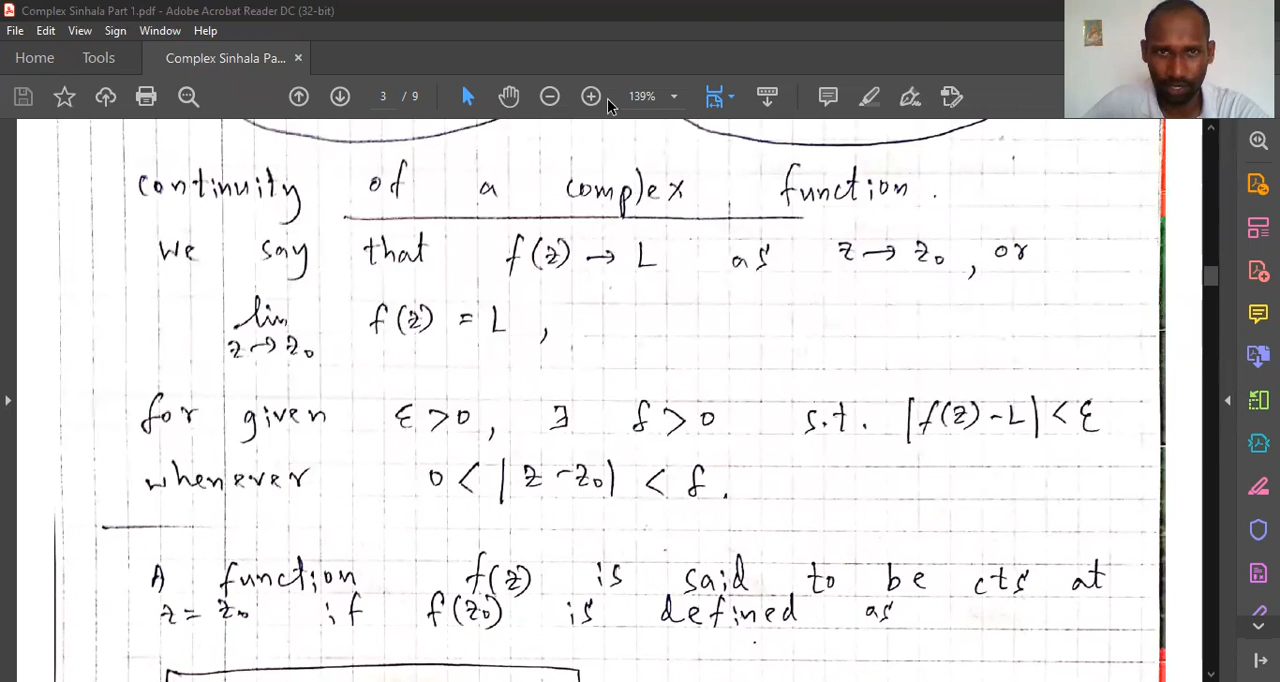 Complex Sinhala Part 1.pdf - Adobe Acrobat Reader DC (32-bit)
File Edit View Sign Window Help
Home Tools Complex Sinhala Pa... ×
3 / 9 139%
continuity of a complex function.
We say that f(z) → L as z → z₀, or
lim f(z) = L,
z→z₀
for given ε > 0, ∃ δ > 0 s.t. |f(z) - L| < ε
whenever 0 < |z - z₀| < δ.
A function f(z) is said to be cts at
z = z₀ if f(z₀) is defined as